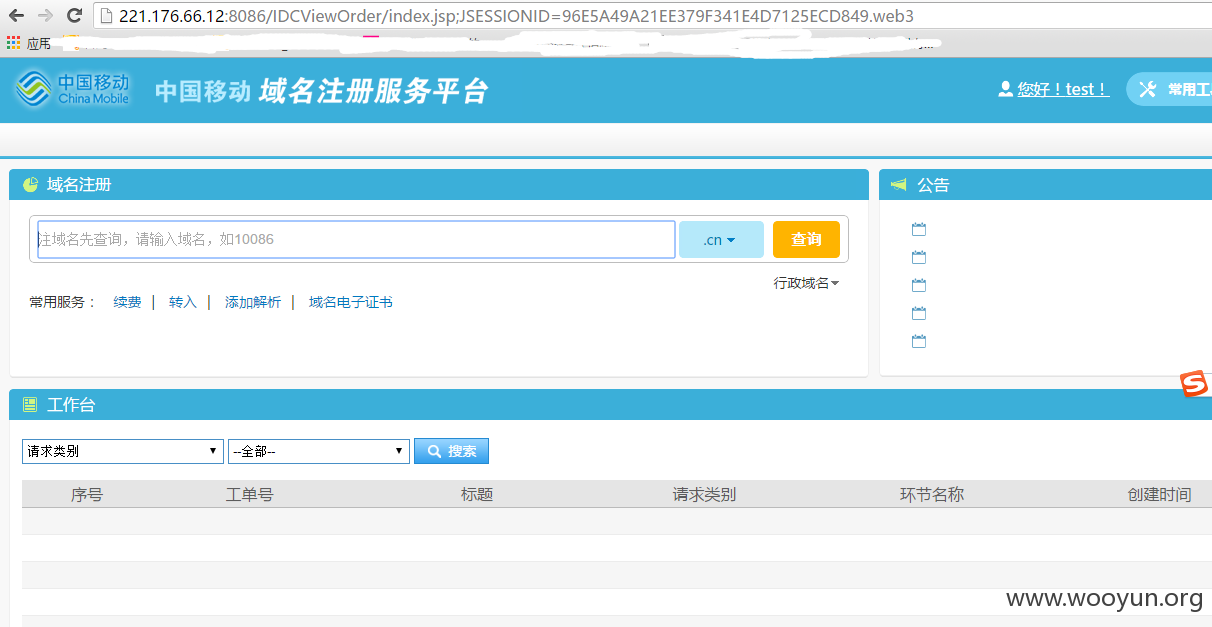 221.176.66.12:8086/IDCViewOrder/index.jsp;JSESSIONID=96E5A49A21EE379F341E4D7125ECD849.web3
应用
中国移动
China Mobile
中国移动 域名注册服务平台
您好！test！
常用工
域名注册
公告
注域名先查询，请输入域名，如10086
.cn
查询
行政域名
常用服务： 续费 | 转入 | 添加解析 | 域名电子证书
工作台
请求类别 --全部-- 搜索
序号 工单号 标题 请求类别 环节名称 创建时间
www.wooyun.org